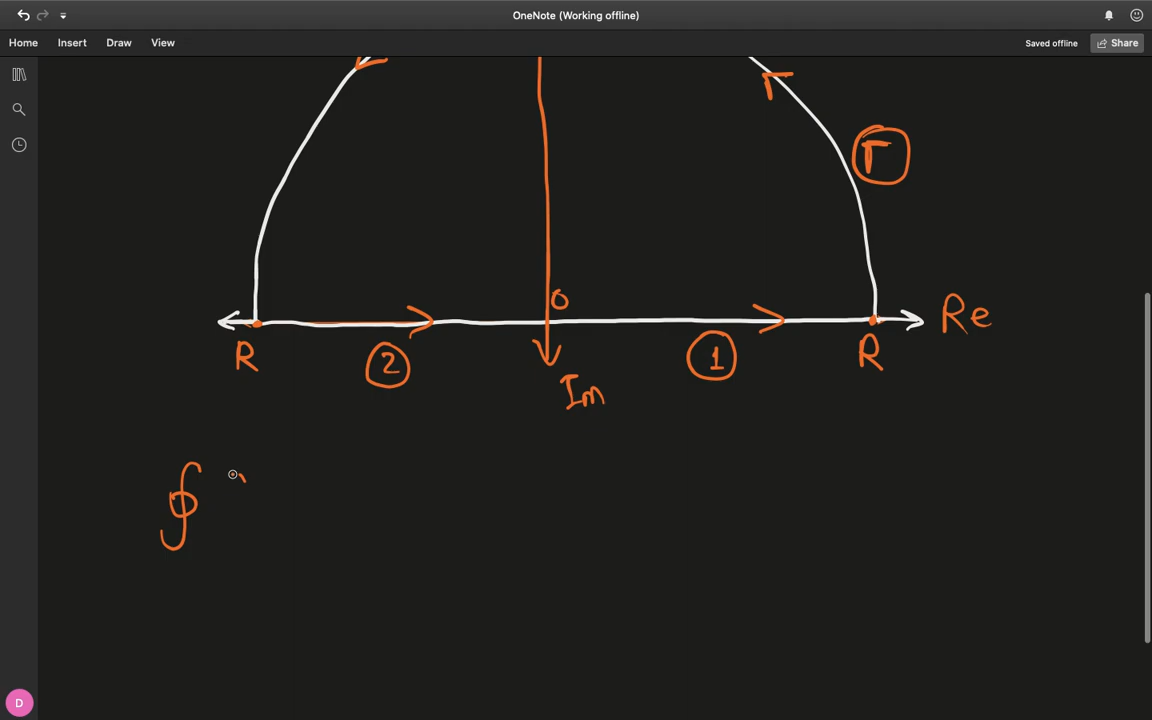 OneNote (Working offline)
Home Insert Draw View
Saved offline Share
Γ
0
Re
R 2 1 R
Im
∮
D